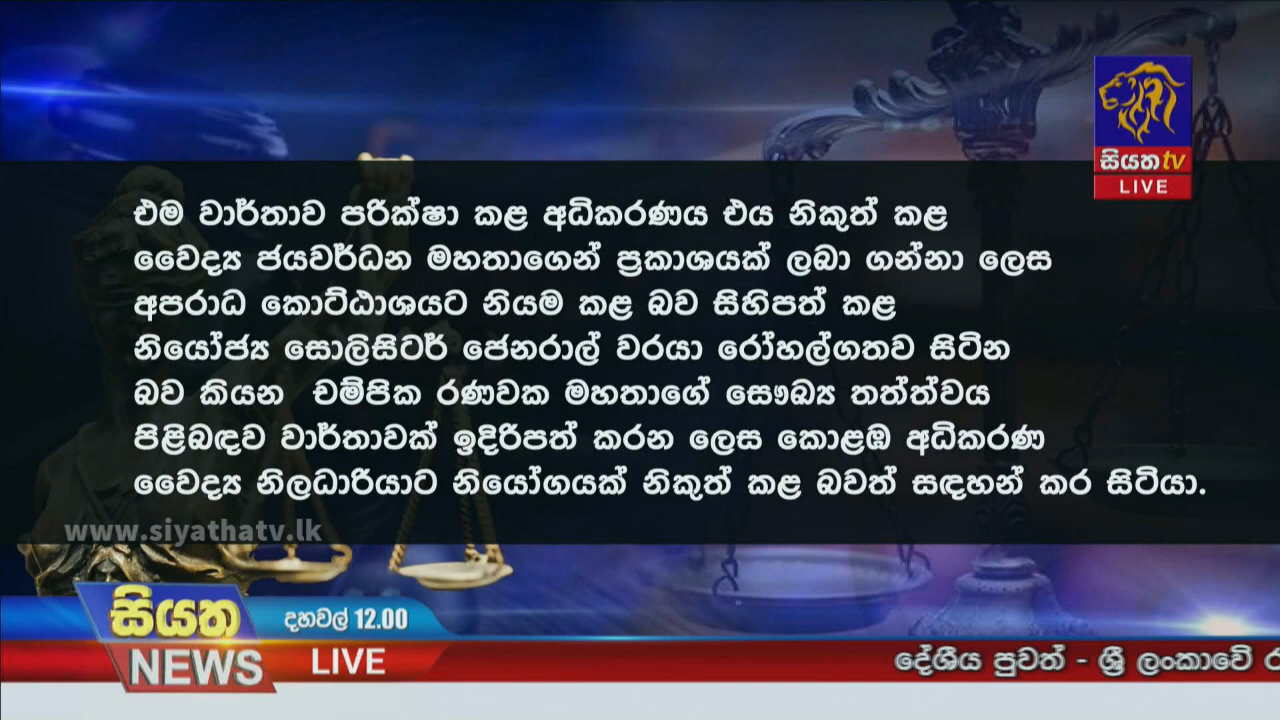 සියත tv
LIVE
එම වාර්තාව පරික්ෂා කළ අධිකරණය එය නිකුත් කළ
වෛද්‍ය ජයවර්ධන මහතාගෙන් ප්‍රකාශයක් ලබා ගන්නා ලෙස
අපරාධ කොට්ඨාශයට නියම කළ බව සිහිපත් කළ
නියෝජ්‍ය සොලිසිටර් ජෙනරාල් වරයා රෝහල්ගතව සිටින
බව කියන චම්පික රණවක මහතාගේ සෞඛ්‍ය තත්ත්වය
පිළිබඳව වාර්තාවක් ඉදිරිපත් කරන ලෙස කොළඹ අධිකරණ
වෛද්‍ය නිලධාරියාට නියෝගයක් නිකුත් කළ බවත් සඳහන් කර සිටියා.
www.siyathatv.lk
සියත
NEWS
දහවල් 12.00
LIVE
දේශීය පුවත් - ශ්‍රී ලංකාවේ